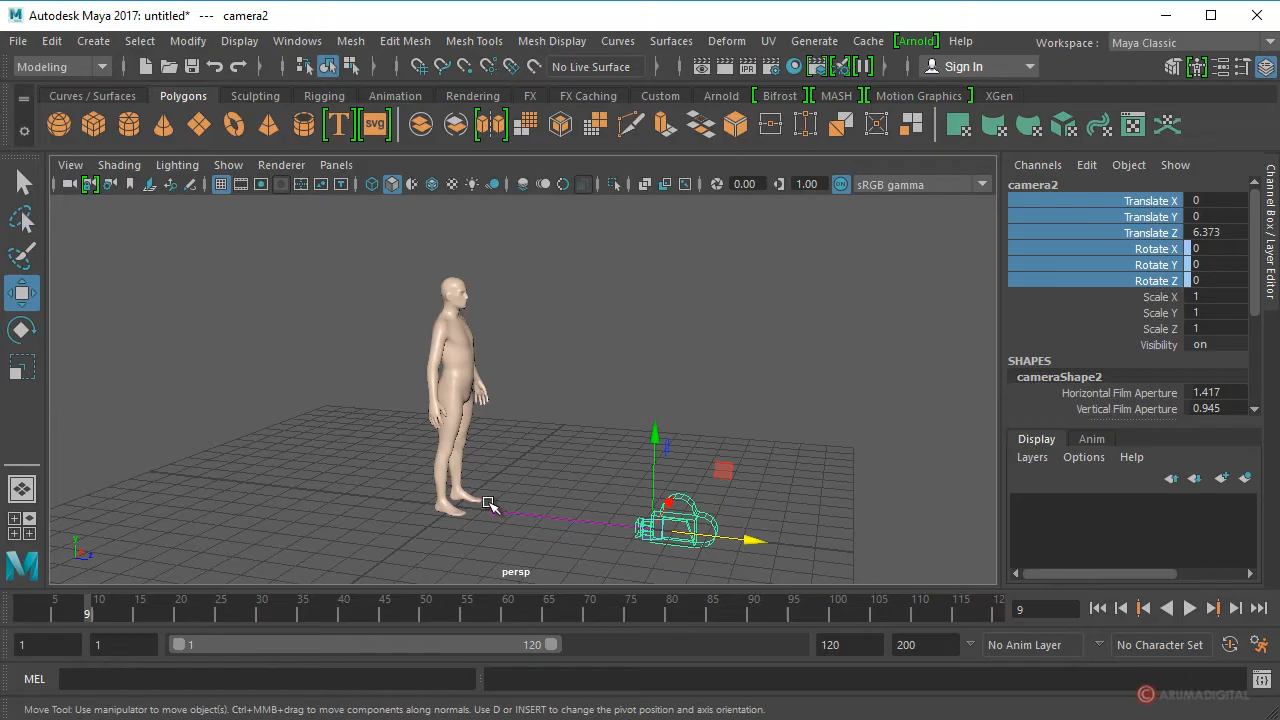 Autodesk Maya 2017: untitled*   ---   camera2
File Edit Create Select Modify Display Windows Mesh Edit Mesh Mesh Tools Mesh Display Curves Surfaces Deform UV Generate Cache [Arnold] Help Workspace : Maya Classic
Modeling No Live Surface IPR Sign In
Curves / Surfaces Polygons Sculpting Rigging Animation Rendering FX FX Caching Custom Arnold Bifrost MASH Motion Graphics XGen
T svg
View Shading Lighting Show Renderer Panels
0.00 1.00 ON sRGB gamma
Channels Edit Object Show
camera2
Translate X 0
Translate Y 0
Translate Z 6.373
Rotate X 0
Rotate Y 0
Rotate Z 0
Scale X 1
Scale Y 1
Scale Z 1
Visibility on
SHAPES
cameraShape2
Horizontal Film Aperture 1.417
Vertical Film Aperture 0.945
Channel Box / Layer Editor
Display Anim
Layers Options Help
y
z
persp
5 10 15 20 25 30 35 40 45 50 55 60 65 70 75 80 85 90 95 100 105 110 115 12
9 9
1 1 1 120 120 200 No Anim Layer No Character Set
MEL
© ARUMADIGITAL
Move Tool: Use manipulator to move object(s). Ctrl+MMB+drag to move components along normals. Use D or INSERT to change the pivot position and axis orientation.